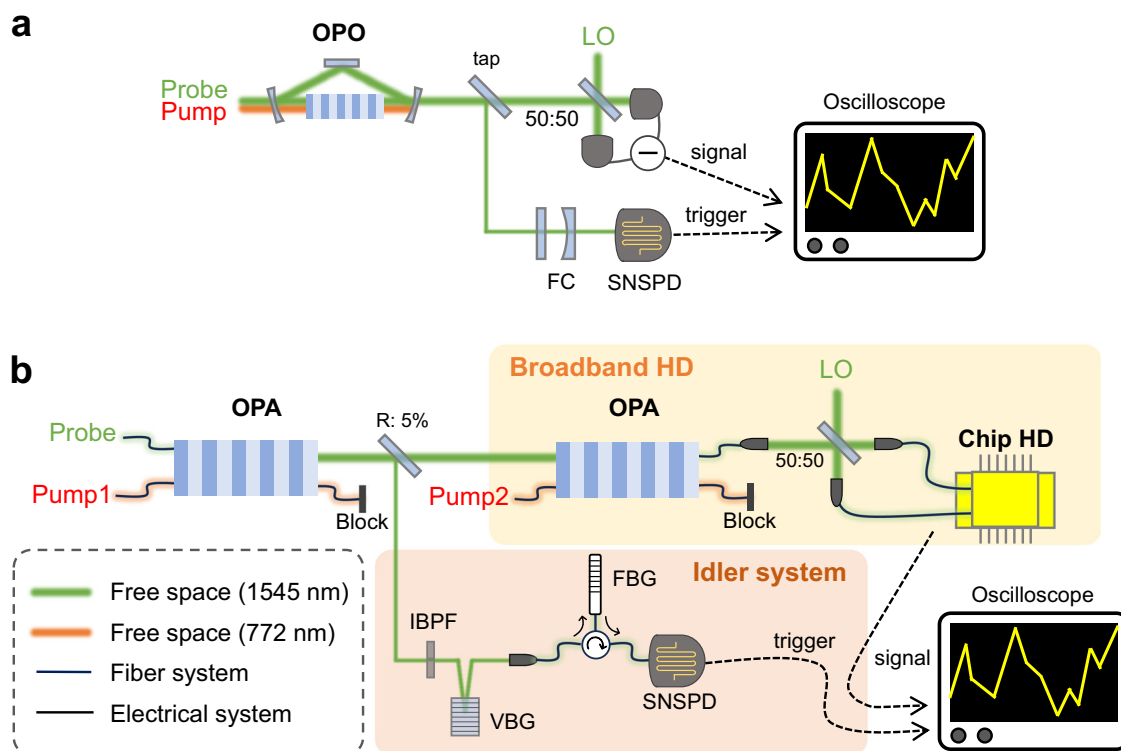 a
OPO
Probe
Pump
tap
LO
50:50
signal
trigger
FC
SNSPD
Oscilloscope
b
Broadband HD
OPA
Probe
Pump1
Block
R: 5%
OPA
Pump2
Block
LO
50:50
Chip HD
Idler system
IBPF
VBG
FBG
SNSPD
trigger
signal
Oscilloscope
Free space (1545 nm)
Free space (772 nm)
Fiber system
Electrical system